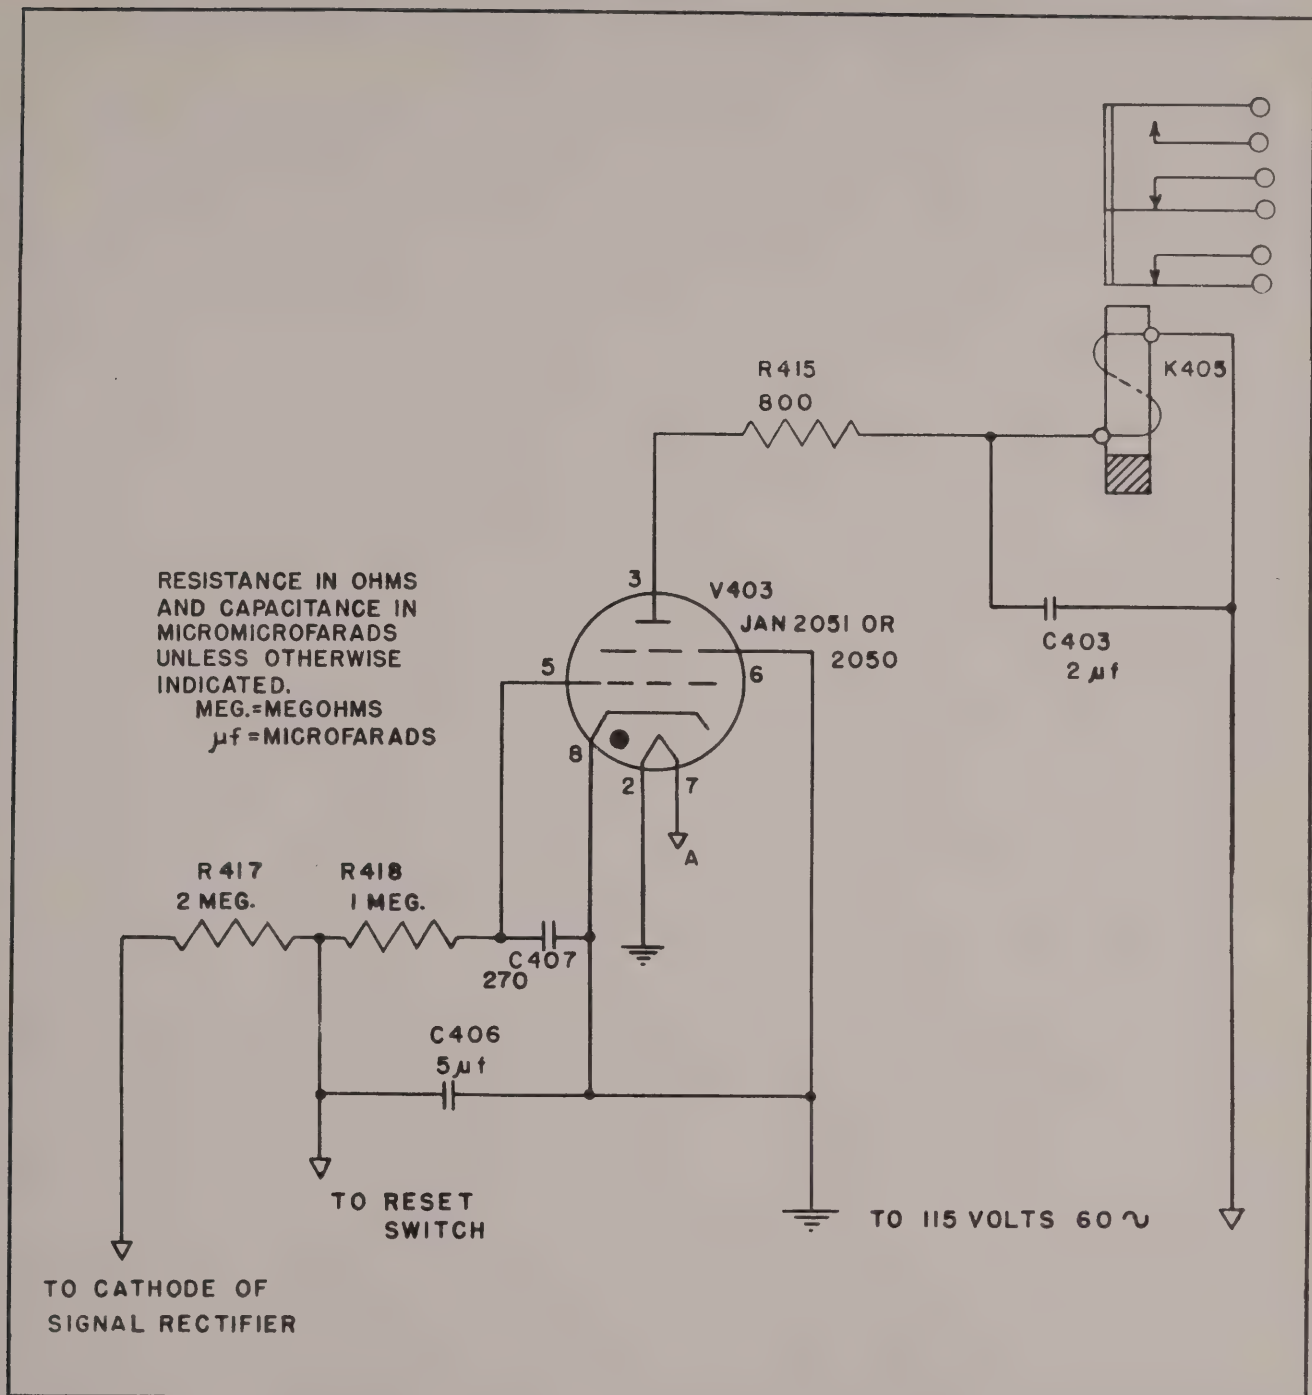 R415
800
K405
RESISTANCE IN OHMS
AND CAPACITANCE IN
MICROMICROFARADS
UNLESS OTHERWISE
INDICATED.
MEG.=MEGOHMS
μf=MICROFARADS
3
V403
JAN 2051 OR
2050
5
6
8
2
7
A
C403
2 μf
R417
2 MEG.
R418
1 MEG.
C407
270
C406
5μf
TO RESET
SWITCH
TO 115 VOLTS 60 ~
TO CATHODE OF
SIGNAL RECTIFIER